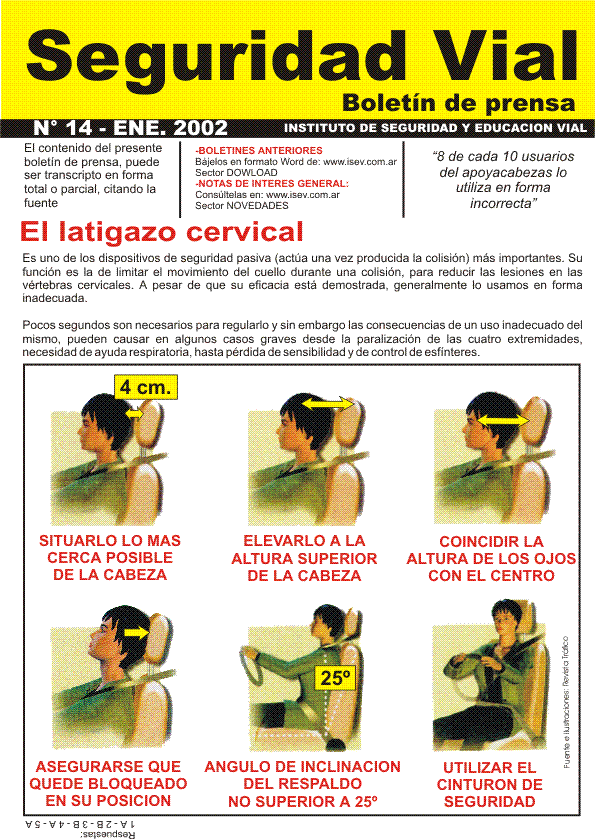 Seguridad Vial
Boletín de prensa
N° 14 - ENE. 2002
INSTITUTO DE SEGURIDAD Y EDUCACION VIAL
El contenido del presente
boletín de prensa, puede
ser transcripto en forma
total o parcial, citando la
fuente
-BOLETINES ANTERIORES
Bájelos en formato Word de: www.isev.com.ar
Sector DOWLOAD
-NOTAS DE INTERES GENERAL:
Consúltelas en: www.isev.com.ar
Sector NOVEDADES
“8 de cada 10 usuarios
del apoyacabezas lo
utiliza en forma
incorrecta”
El latigazo cervical
Es uno de los dispositivos de seguridad pasiva (actúa una vez producida la colisión) más importantes. Su
función es la de limitar el movimiento del cuello durante una colisión, para reducir las lesiones en las
vértebras cervicales. A pesar de que su eficacia está demostrada, generalmente lo usamos en forma
inadecuada.
Pocos segundos son necesarios para regularlo y sin embargo las consecuencias de un uso inadecuado del
mismo, pueden causar en algunos casos graves desde la paralización de las cuatro extremidades,
necesidad de ayuda respiratoria, hasta pérdida de sensibilidad y de control de esfínteres.
4 cm.
SITUARLO LO MAS
CERCA POSIBLE
DE LA CABEZA
ELEVARLO A LA
ALTURA SUPERIOR
DE LA CABEZA
COINCIDIR LA
ALTURA DE LOS OJOS
CON EL CENTRO
25º
ASEGURARSE QUE
QUEDE BLOQUEADO
EN SU POSICION
ANGULO DE INCLINACION
DEL RESPALDO
NO SUPERIOR A 25º
UTILIZAR EL
CINTURON DE
SEGURIDAD
Fuente e ilustraciones: Revista Tráfico
Respuestas:
1A - 2B - 3B - 4A - 5A